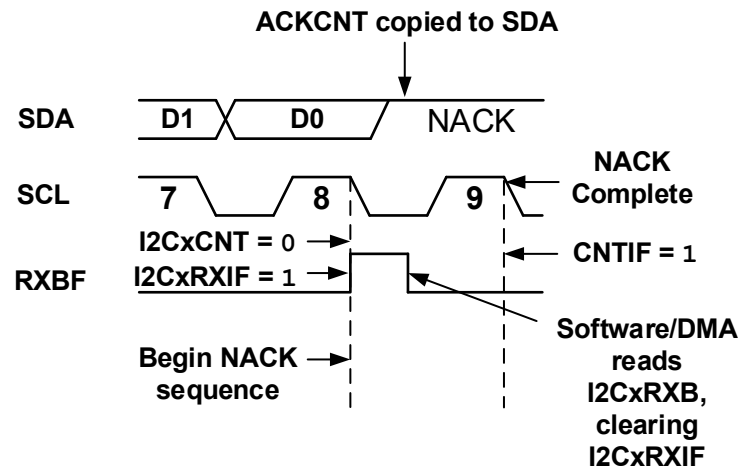 ACKCNT copied to SDA
SDA
D1
D0
NACK
SCL
7
8
9
NACK
Complete
I2CxCNT = 0
CNTIF = 1
RXBF
I2CxRXIF = 1
Begin NACK
sequence
Software/DMA
reads
I2CxRXB,
clearing
I2CxRXIF